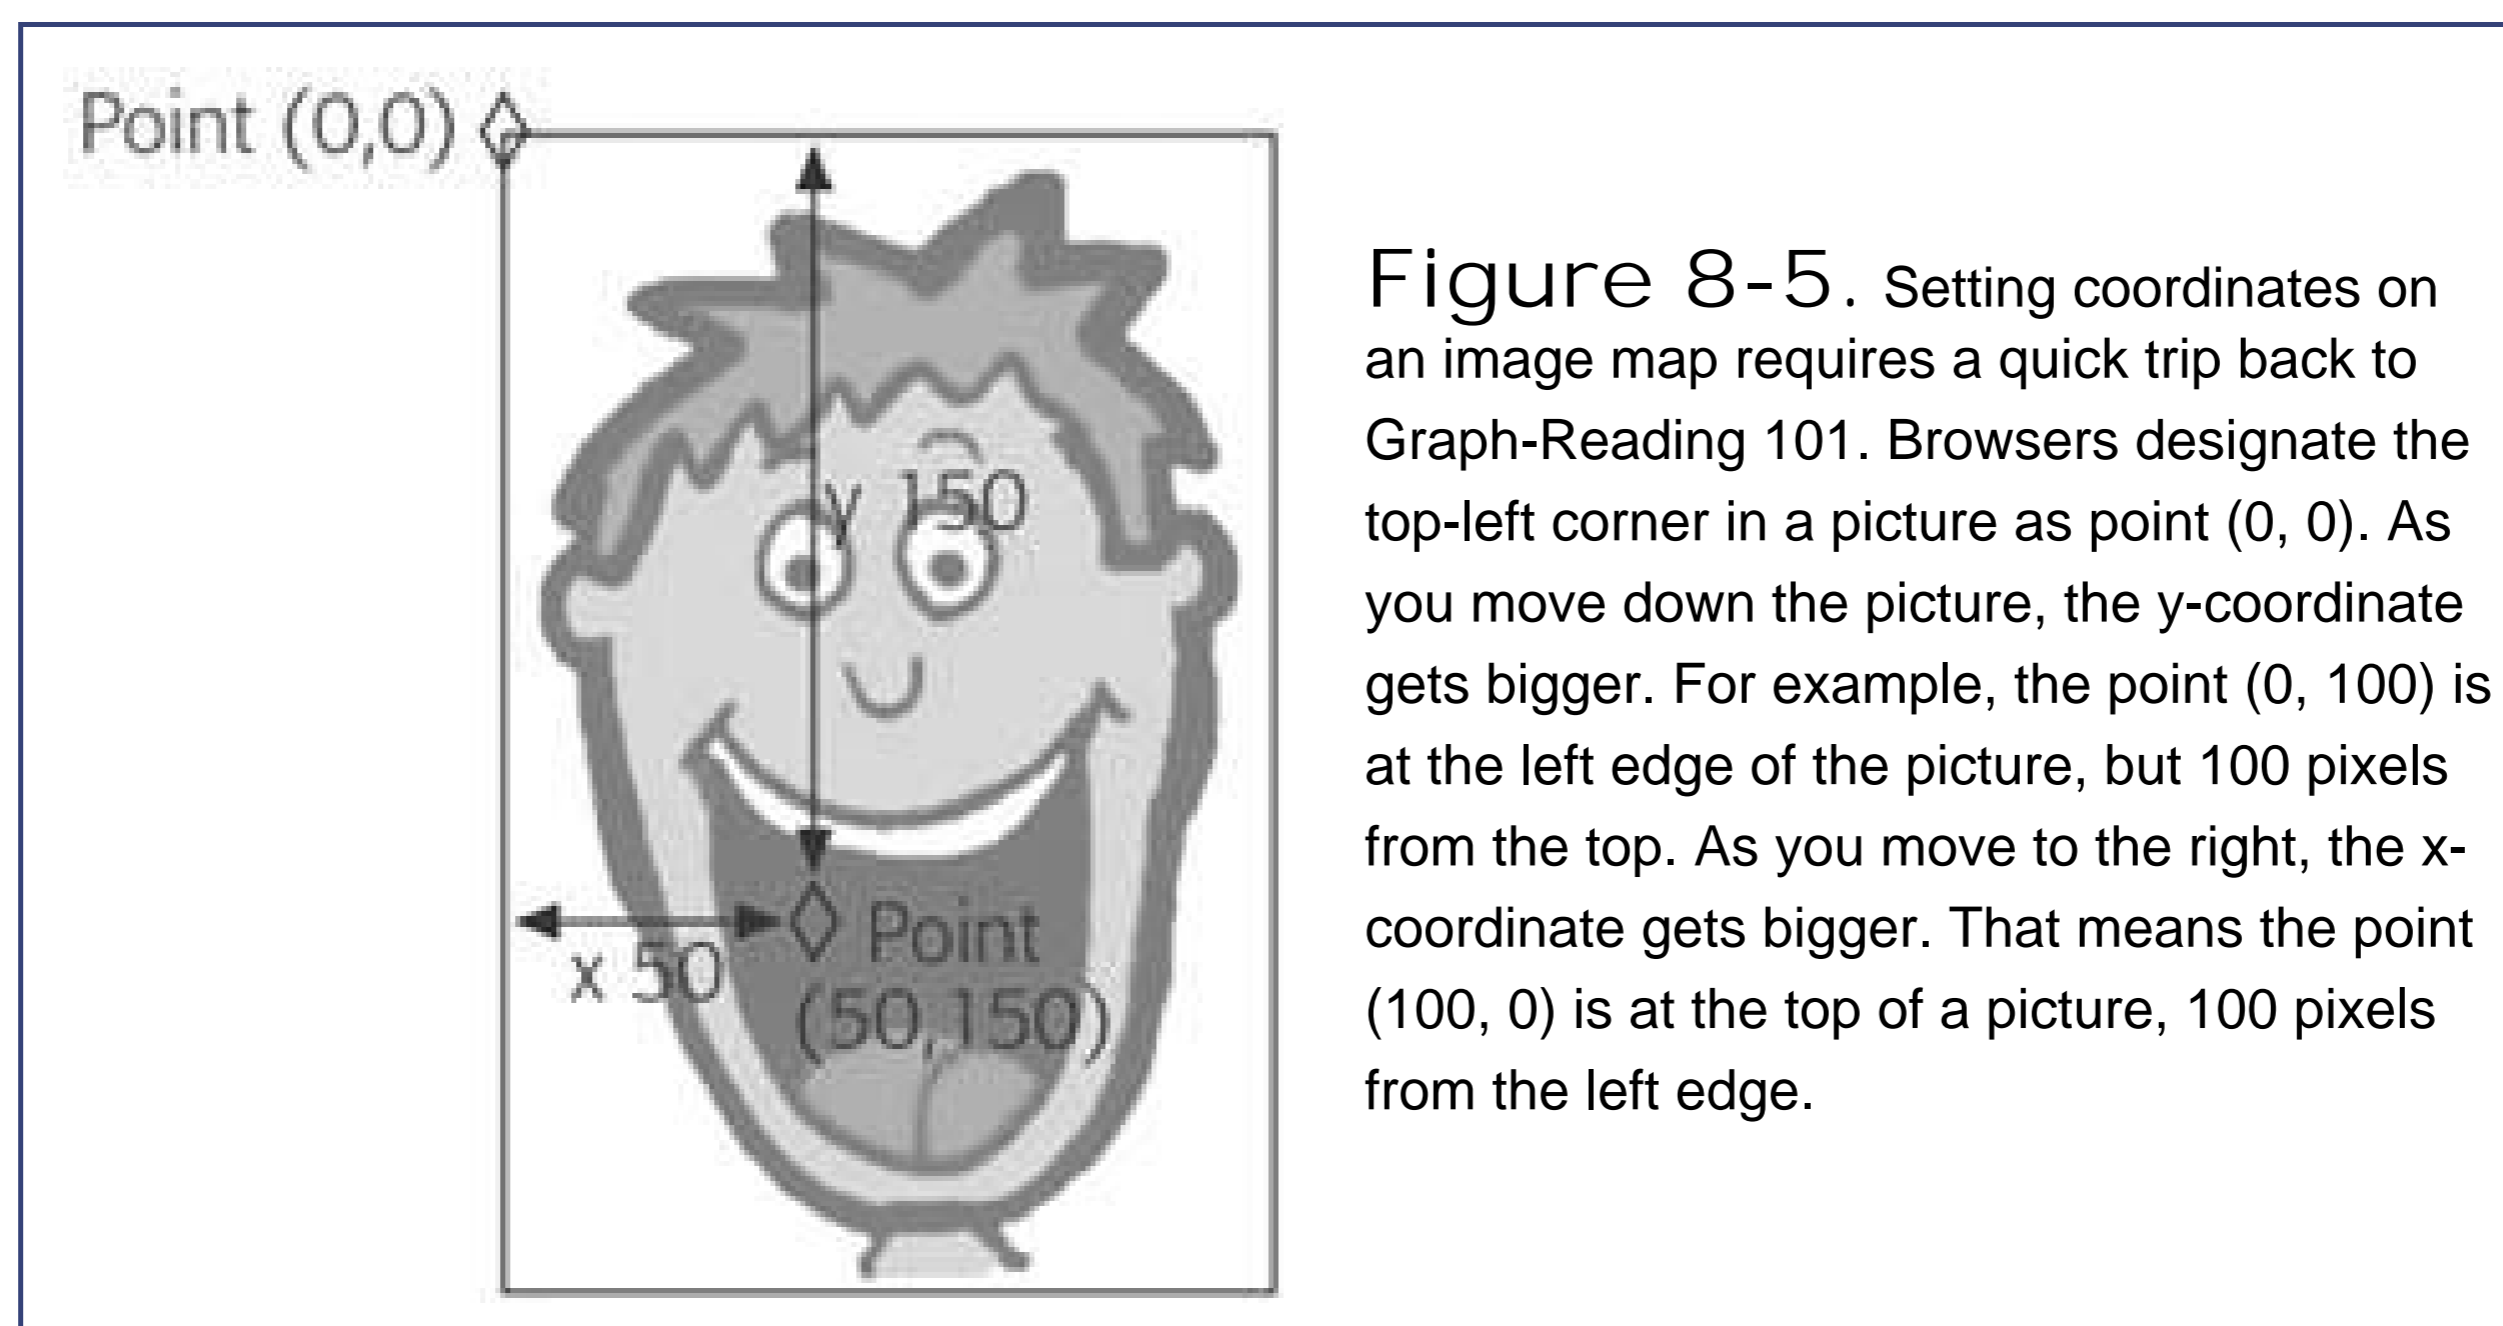 Point (0,0)
y 150
x 50
Point
(50,150)
Figure 8-5. Setting coordinates on
an image map requires a quick trip back to
Graph-Reading 101. Browsers designate the
top-left corner in a picture as point (0, 0). As
you move down the picture, the y-coordinate
gets bigger. For example, the point (0, 100) is
at the left edge of the picture, but 100 pixels
from the top. As you move to the right, the x-
coordinate gets bigger. That means the point
(100, 0) is at the top of a picture, 100 pixels
from the left edge.